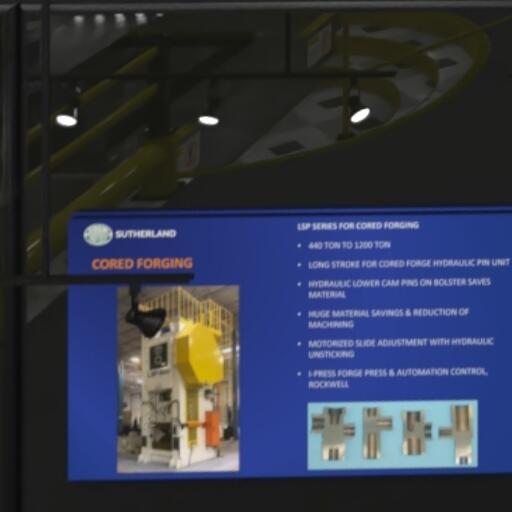 SUTHERLAND
CORED FORGING
LSP SERIES FOR CORED FORGING
• 440 TON TO 1200 TON
• LONG STROKE FOR CORED FORGE HYDRAULIC PIN UNIT
• HYDRAULIC LOWER CAM PINS ON BOLSTER SAVES
MATERIAL
• HUGE MATERIAL SAVINGS & REDUCTION OF
MACHINING
• MOTORIZED SLIDE ADJUSTMENT WITH HYDRAULIC
UNSTICKING
• I-PRESS FORGE PRESS & AUTOMATION CONTROL,
ROCKWELL